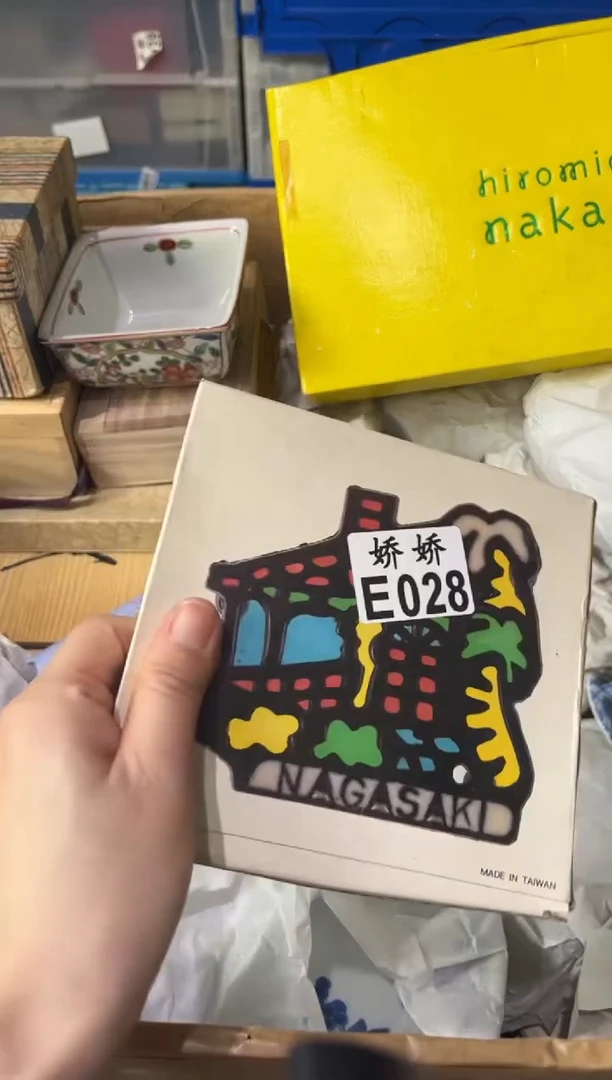 hiromic
naka
娇娇
E028
NAGASAKI
MADE IN TAIWAN